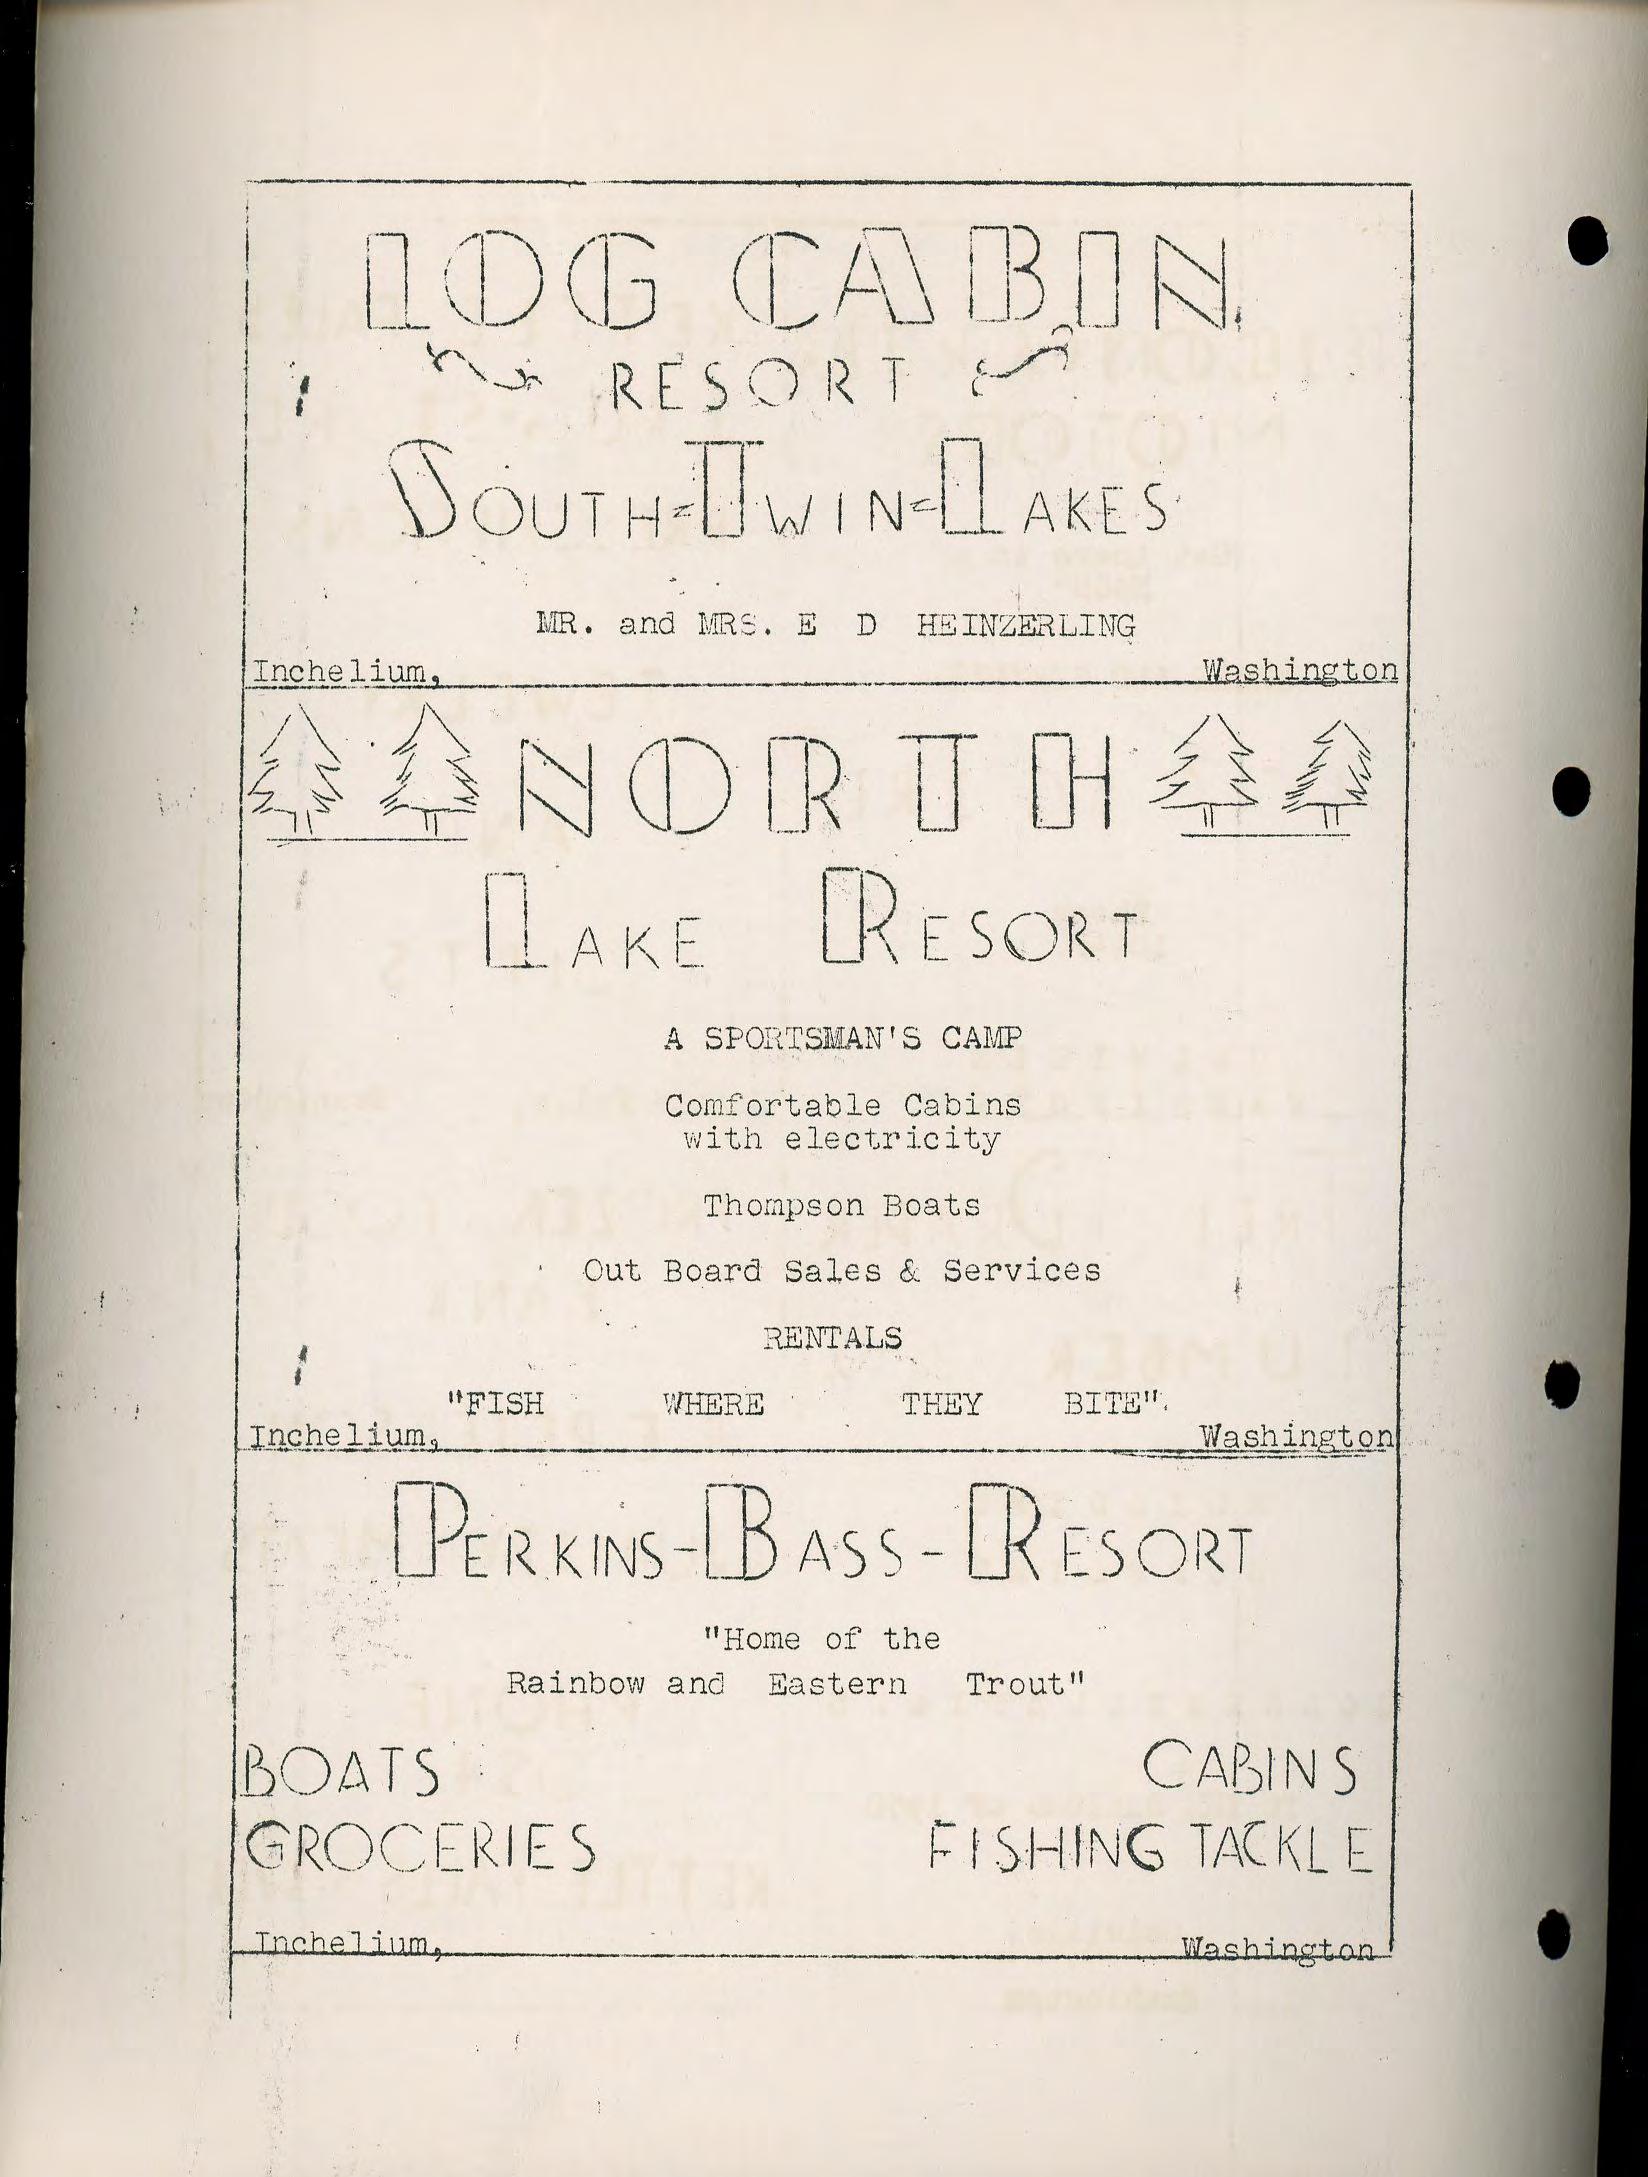 LOG CABIN
RESORT
SOUTH=TWIN=LAKES
MR. and MRS. E D HEINZERLING
Inchelium, Washington
NORTH
LAKE RESORT
A SPORTSMAN'S CAMP
Comfortable Cabins
with electricity
Thompson Boats
Out Board Sales & Services
RENTALS
"FISH WHERE THEY BITE".
Inchelium, Washington
PERKINS-BASS-RESORT
"Home of the
Rainbow and Eastern Trout"
BOATS CABINS
GROCERIES FISHING TACKLE
Inchelium, Washington